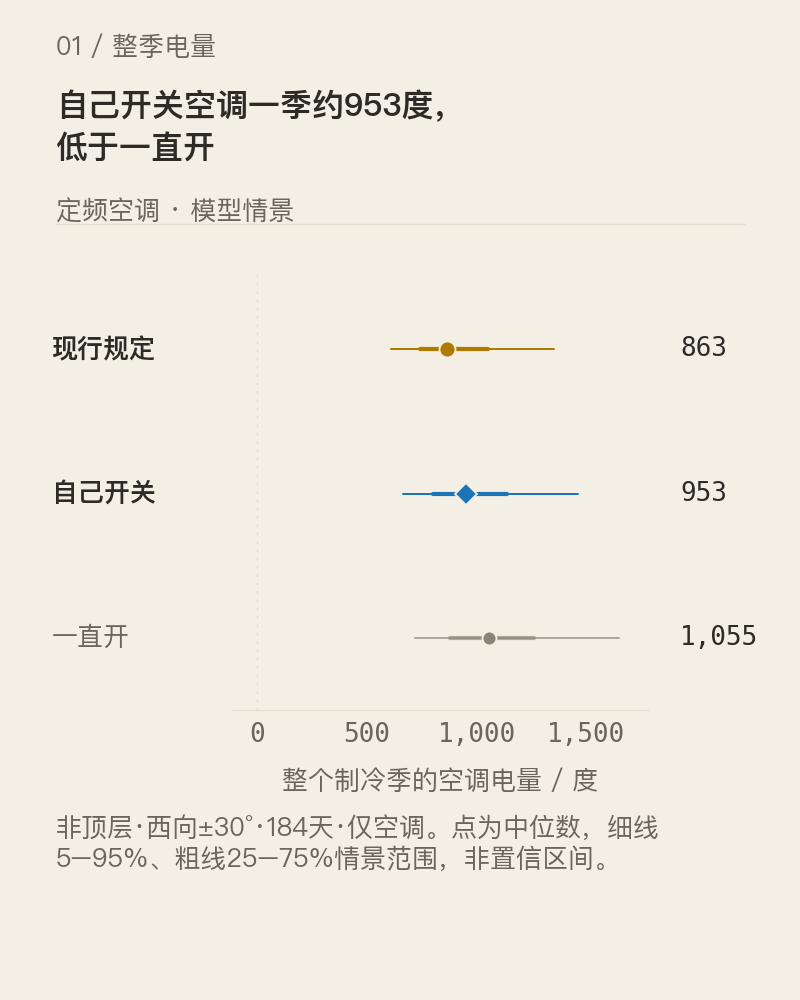 01 / 整季电量
自己开关空调一季约953度，
低于一直开
定频空调 · 模型情景
现行规定
863
自己开关
953
一直开
1,055
0 500 1,000 1,500
整个制冷季的空调电量 / 度
非顶层·西向±30°·184天·仅空调。点为中位数，细线
5—95%、粗线25—75%情景范围，非置信区间。